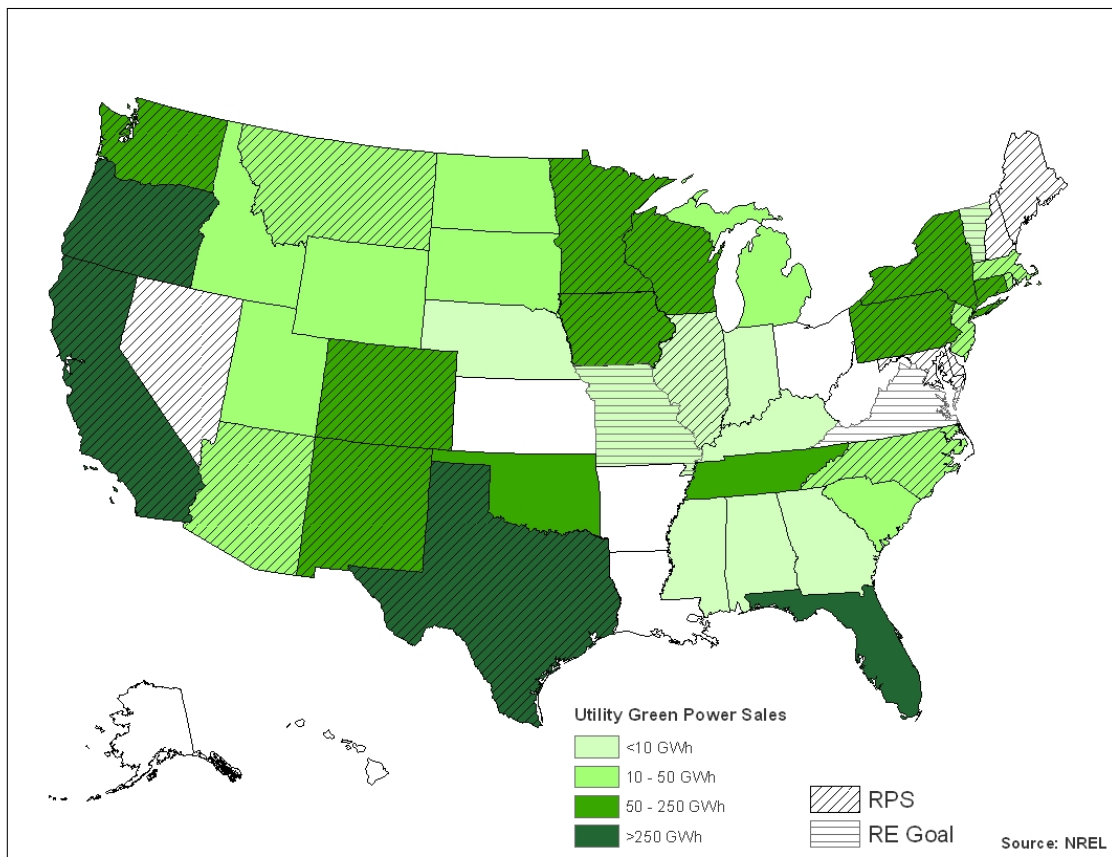 Utility Green Power Sales
<10 GWh
10 - 50 GWh
50 - 250 GWh
>250 GWh
RPS
RE Goal
Source: NREL